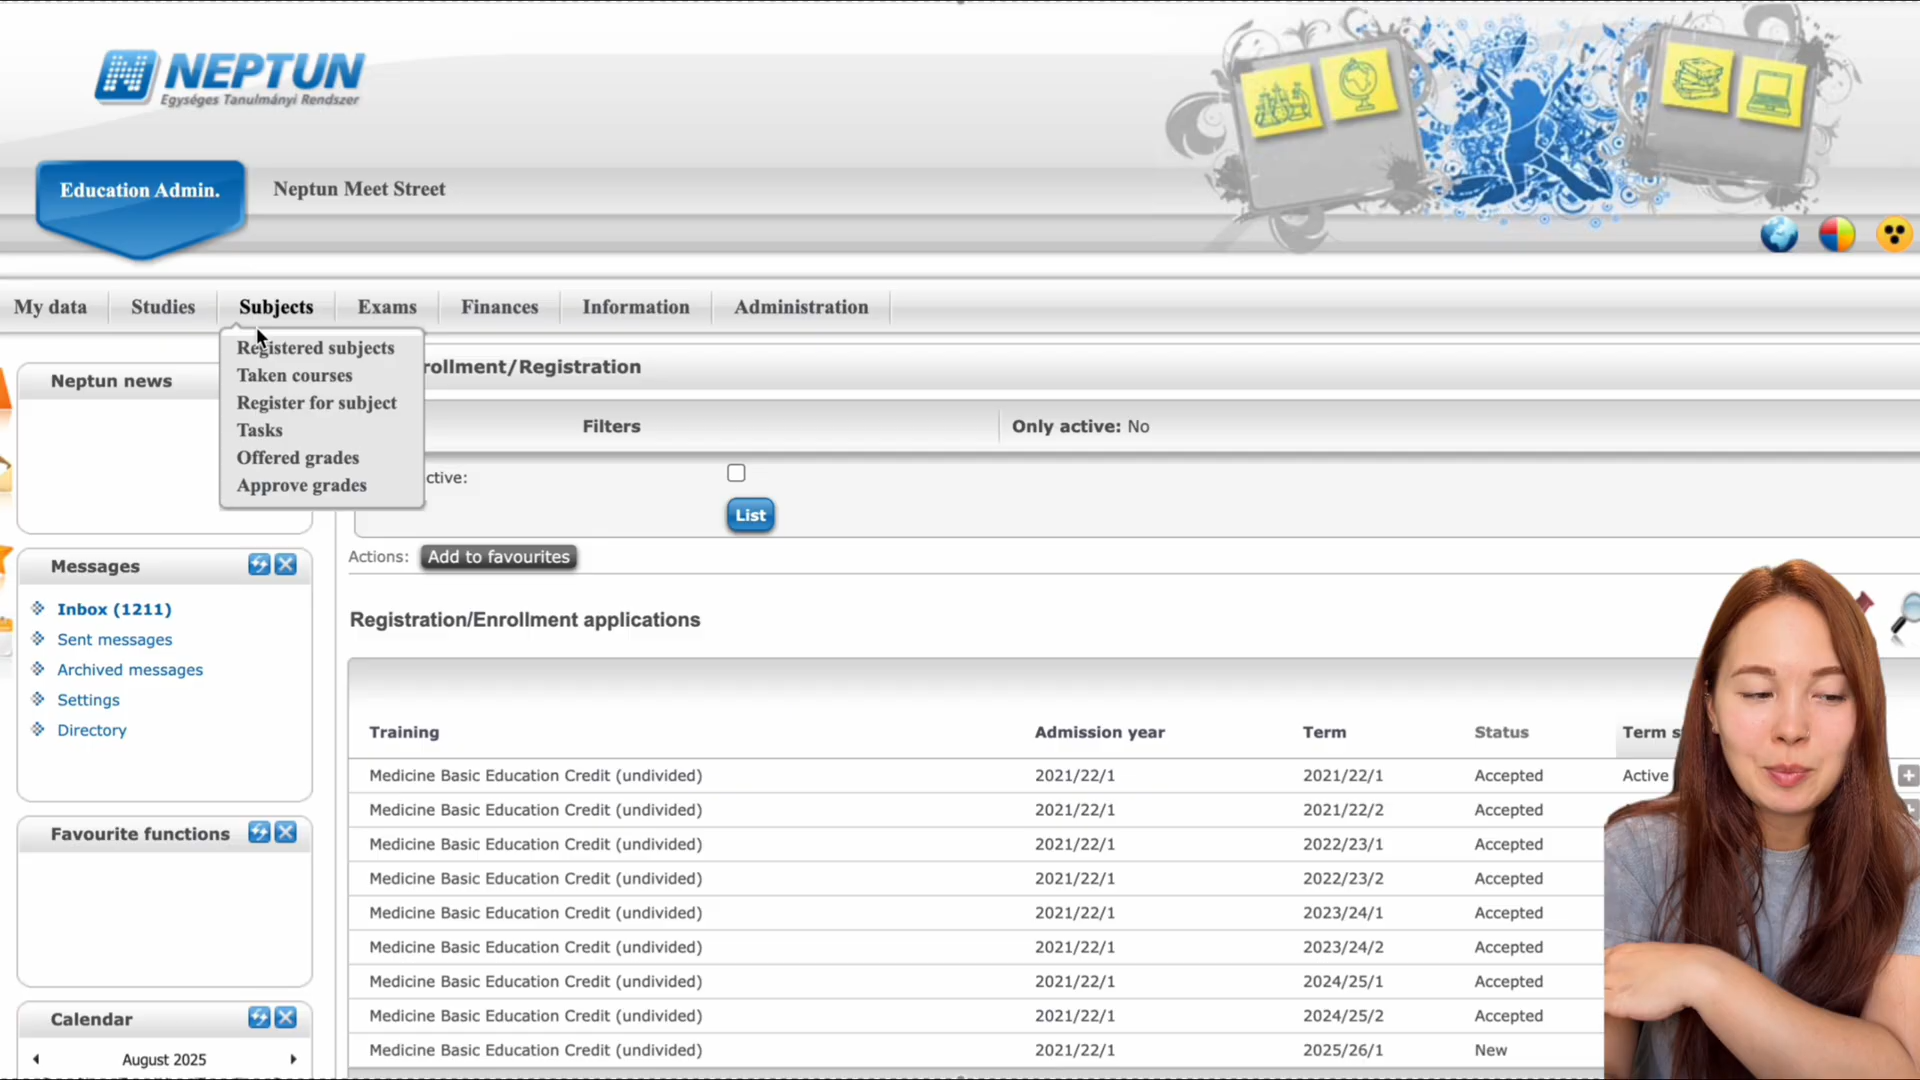 NEPTUN
Egységes Tanulmányi Rendszer
Education Admin.
Neptun Meet Street
My data
Studies
Subjects
Exams
Finances
Information
Administration
Registered subjects
Taken courses
Register for subject
Tasks
Offered grades
Approve grades
Neptun news
rollment/Registration
Filters
Only active: No
ctive:
List
Actions: Add to favourites
Messages
Inbox (1211)
Sent messages
Archived messages
Settings
Directory
Favourite functions
Calendar
August 2025
Registration/Enrollment applications
Training Admission year Term Status Term s
Medicine Basic Education Credit (undivided) 2021/22/1 2021/22/1 Accepted Active
Medicine Basic Education Credit (undivided) 2021/22/1 2021/22/2 Accepted
Medicine Basic Education Credit (undivided) 2021/22/1 2022/23/1 Accepted
Medicine Basic Education Credit (undivided) 2021/22/1 2022/23/2 Accepted
Medicine Basic Education Credit (undivided) 2021/22/1 2023/24/1 Accepted
Medicine Basic Education Credit (undivided) 2021/22/1 2023/24/2 Accepted
Medicine Basic Education Credit (undivided) 2021/22/1 2024/25/1 Accepted
Medicine Basic Education Credit (undivided) 2021/22/1 2024/25/2 Accepted
Medicine Basic Education Credit (undivided) 2021/22/1 2025/26/1 New